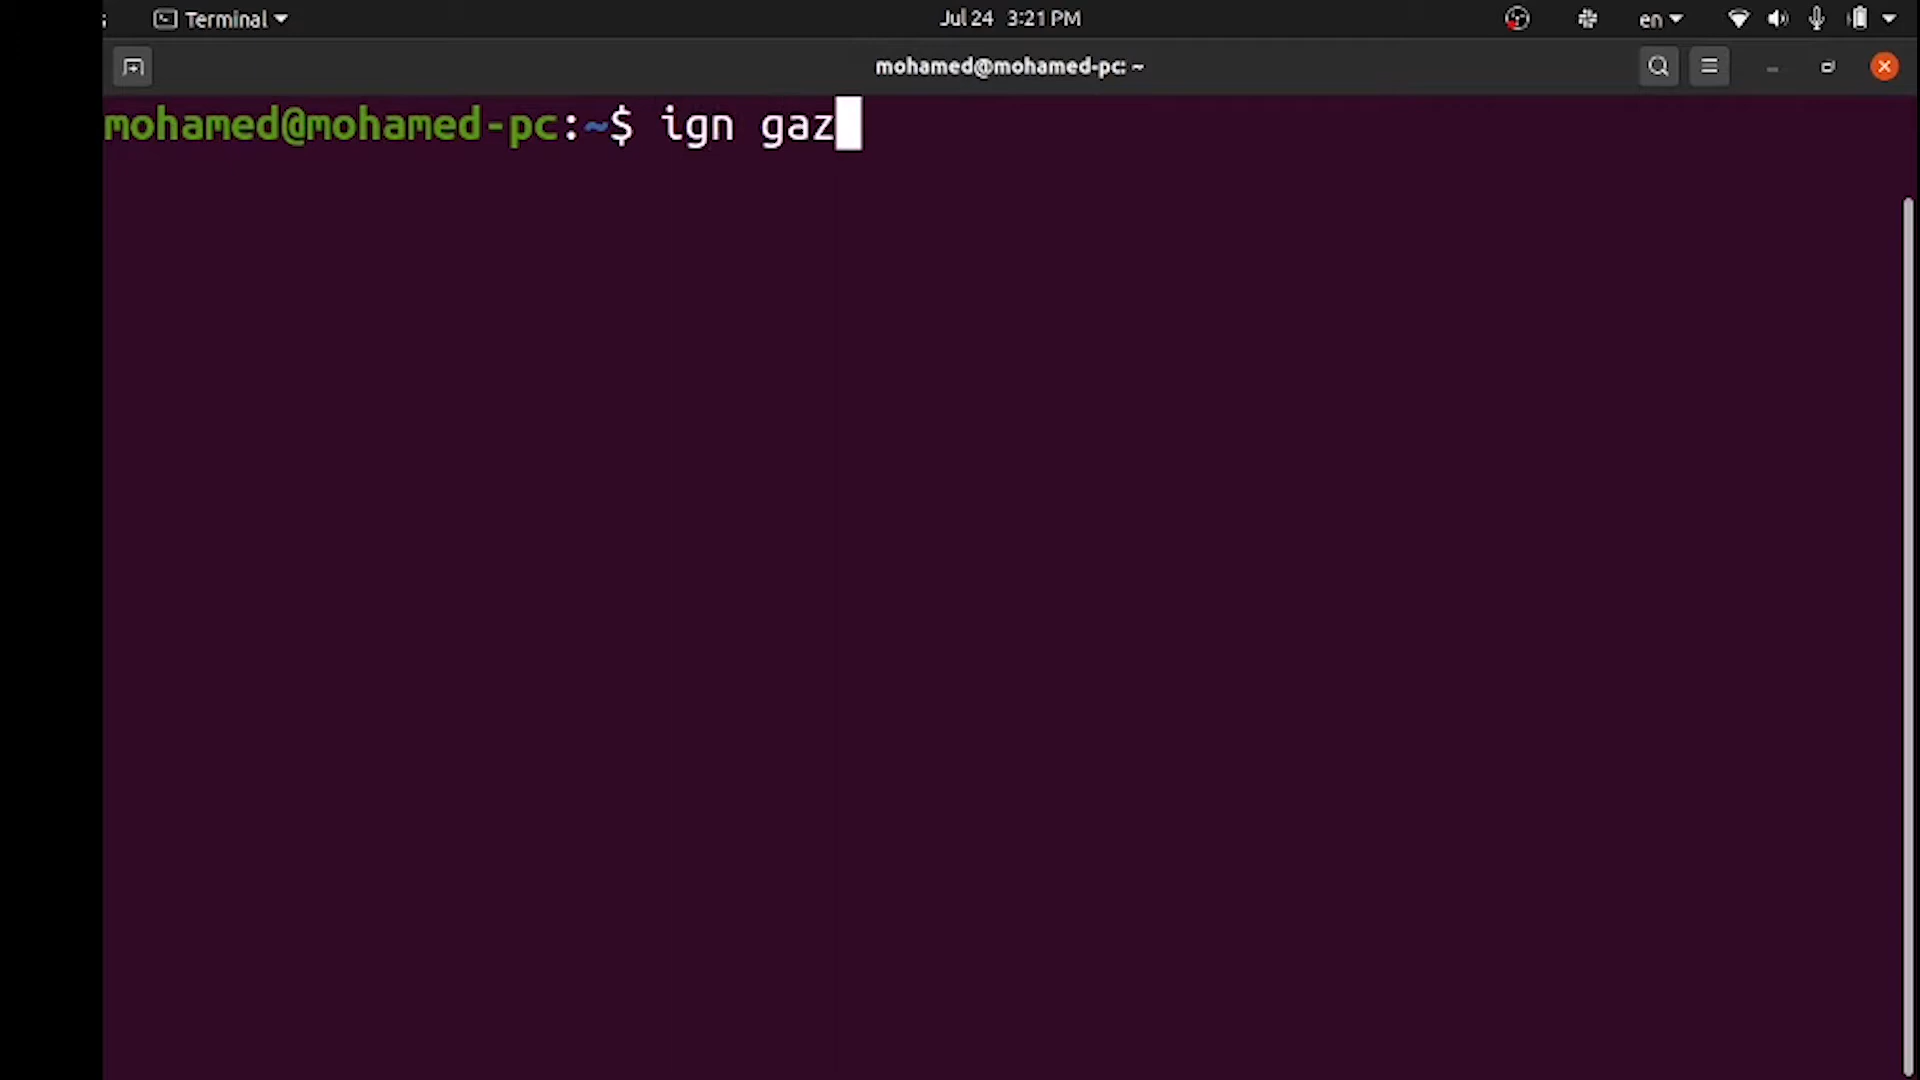 Terminal
Jul 24 3:21 PM
en
mohamed@mohamed-pc: ~
mohamed@mohamed-pc:~$ ign gaz